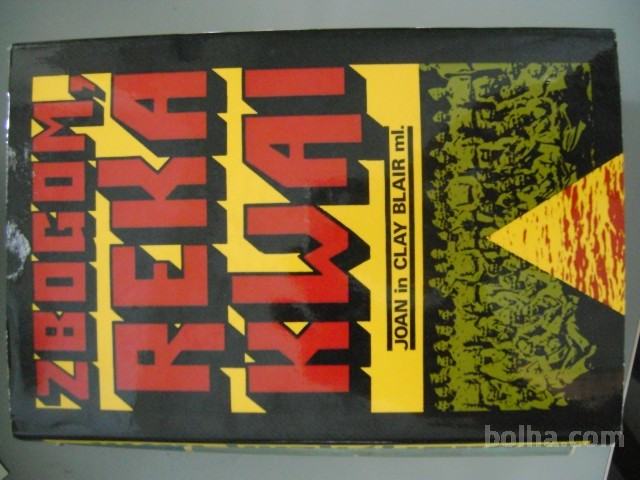 ZBOGOM,
REKA
KWAI
JOAN in CLAY BLAIR ml.
bolha.com